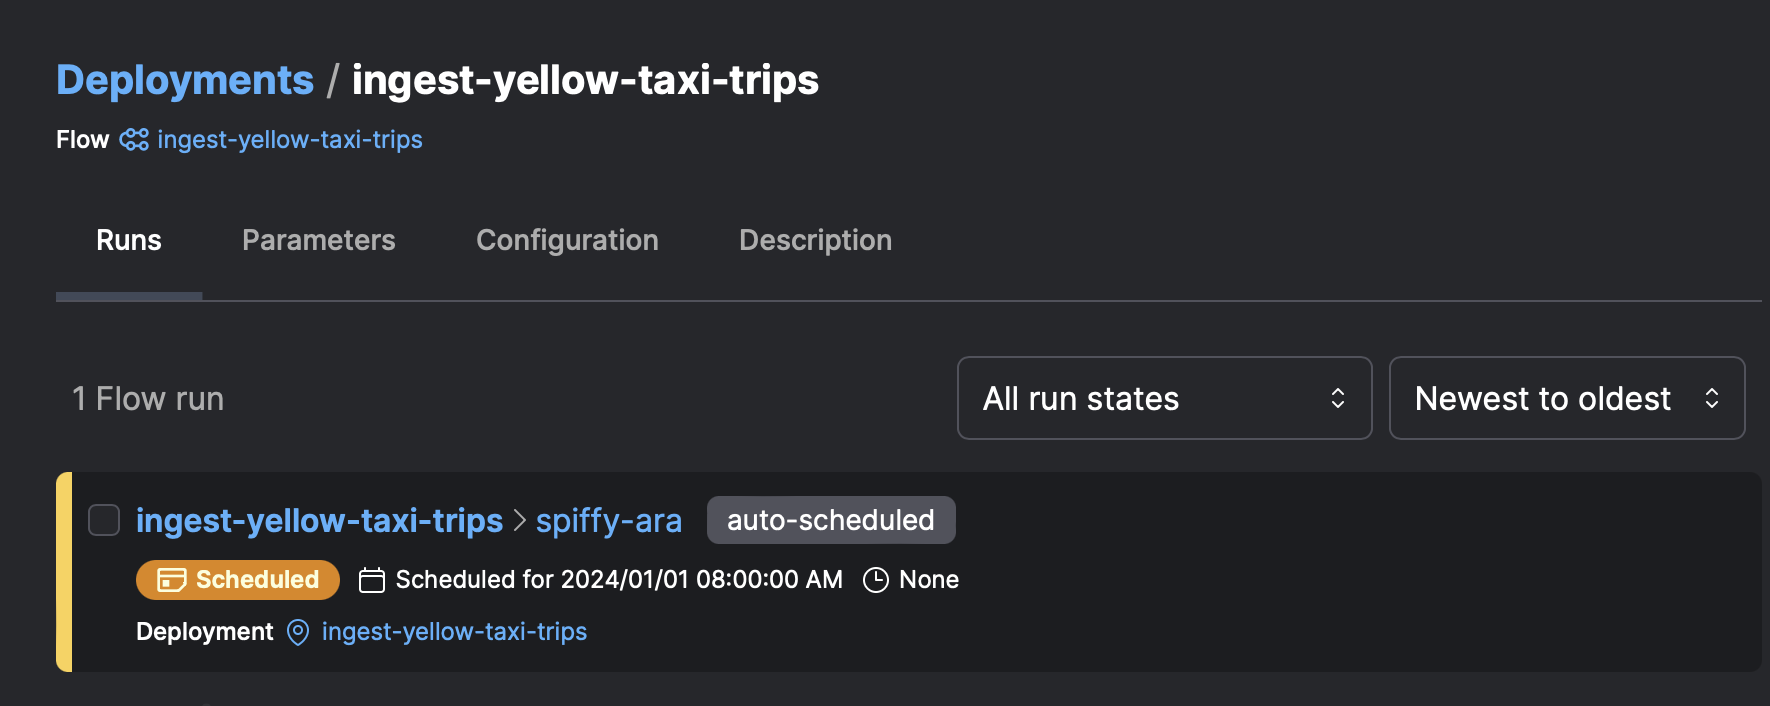 Deployments / ingest-yellow-taxi-trips
Flow ingest-yellow-taxi-trips
Runs Parameters Configuration Description
1 Flow run All run states Newest to oldest
ingest-yellow-taxi-trips > spiffy-ara auto-scheduled
Scheduled Scheduled for 2024/01/01 08:00:00 AM None
Deployment ingest-yellow-taxi-trips